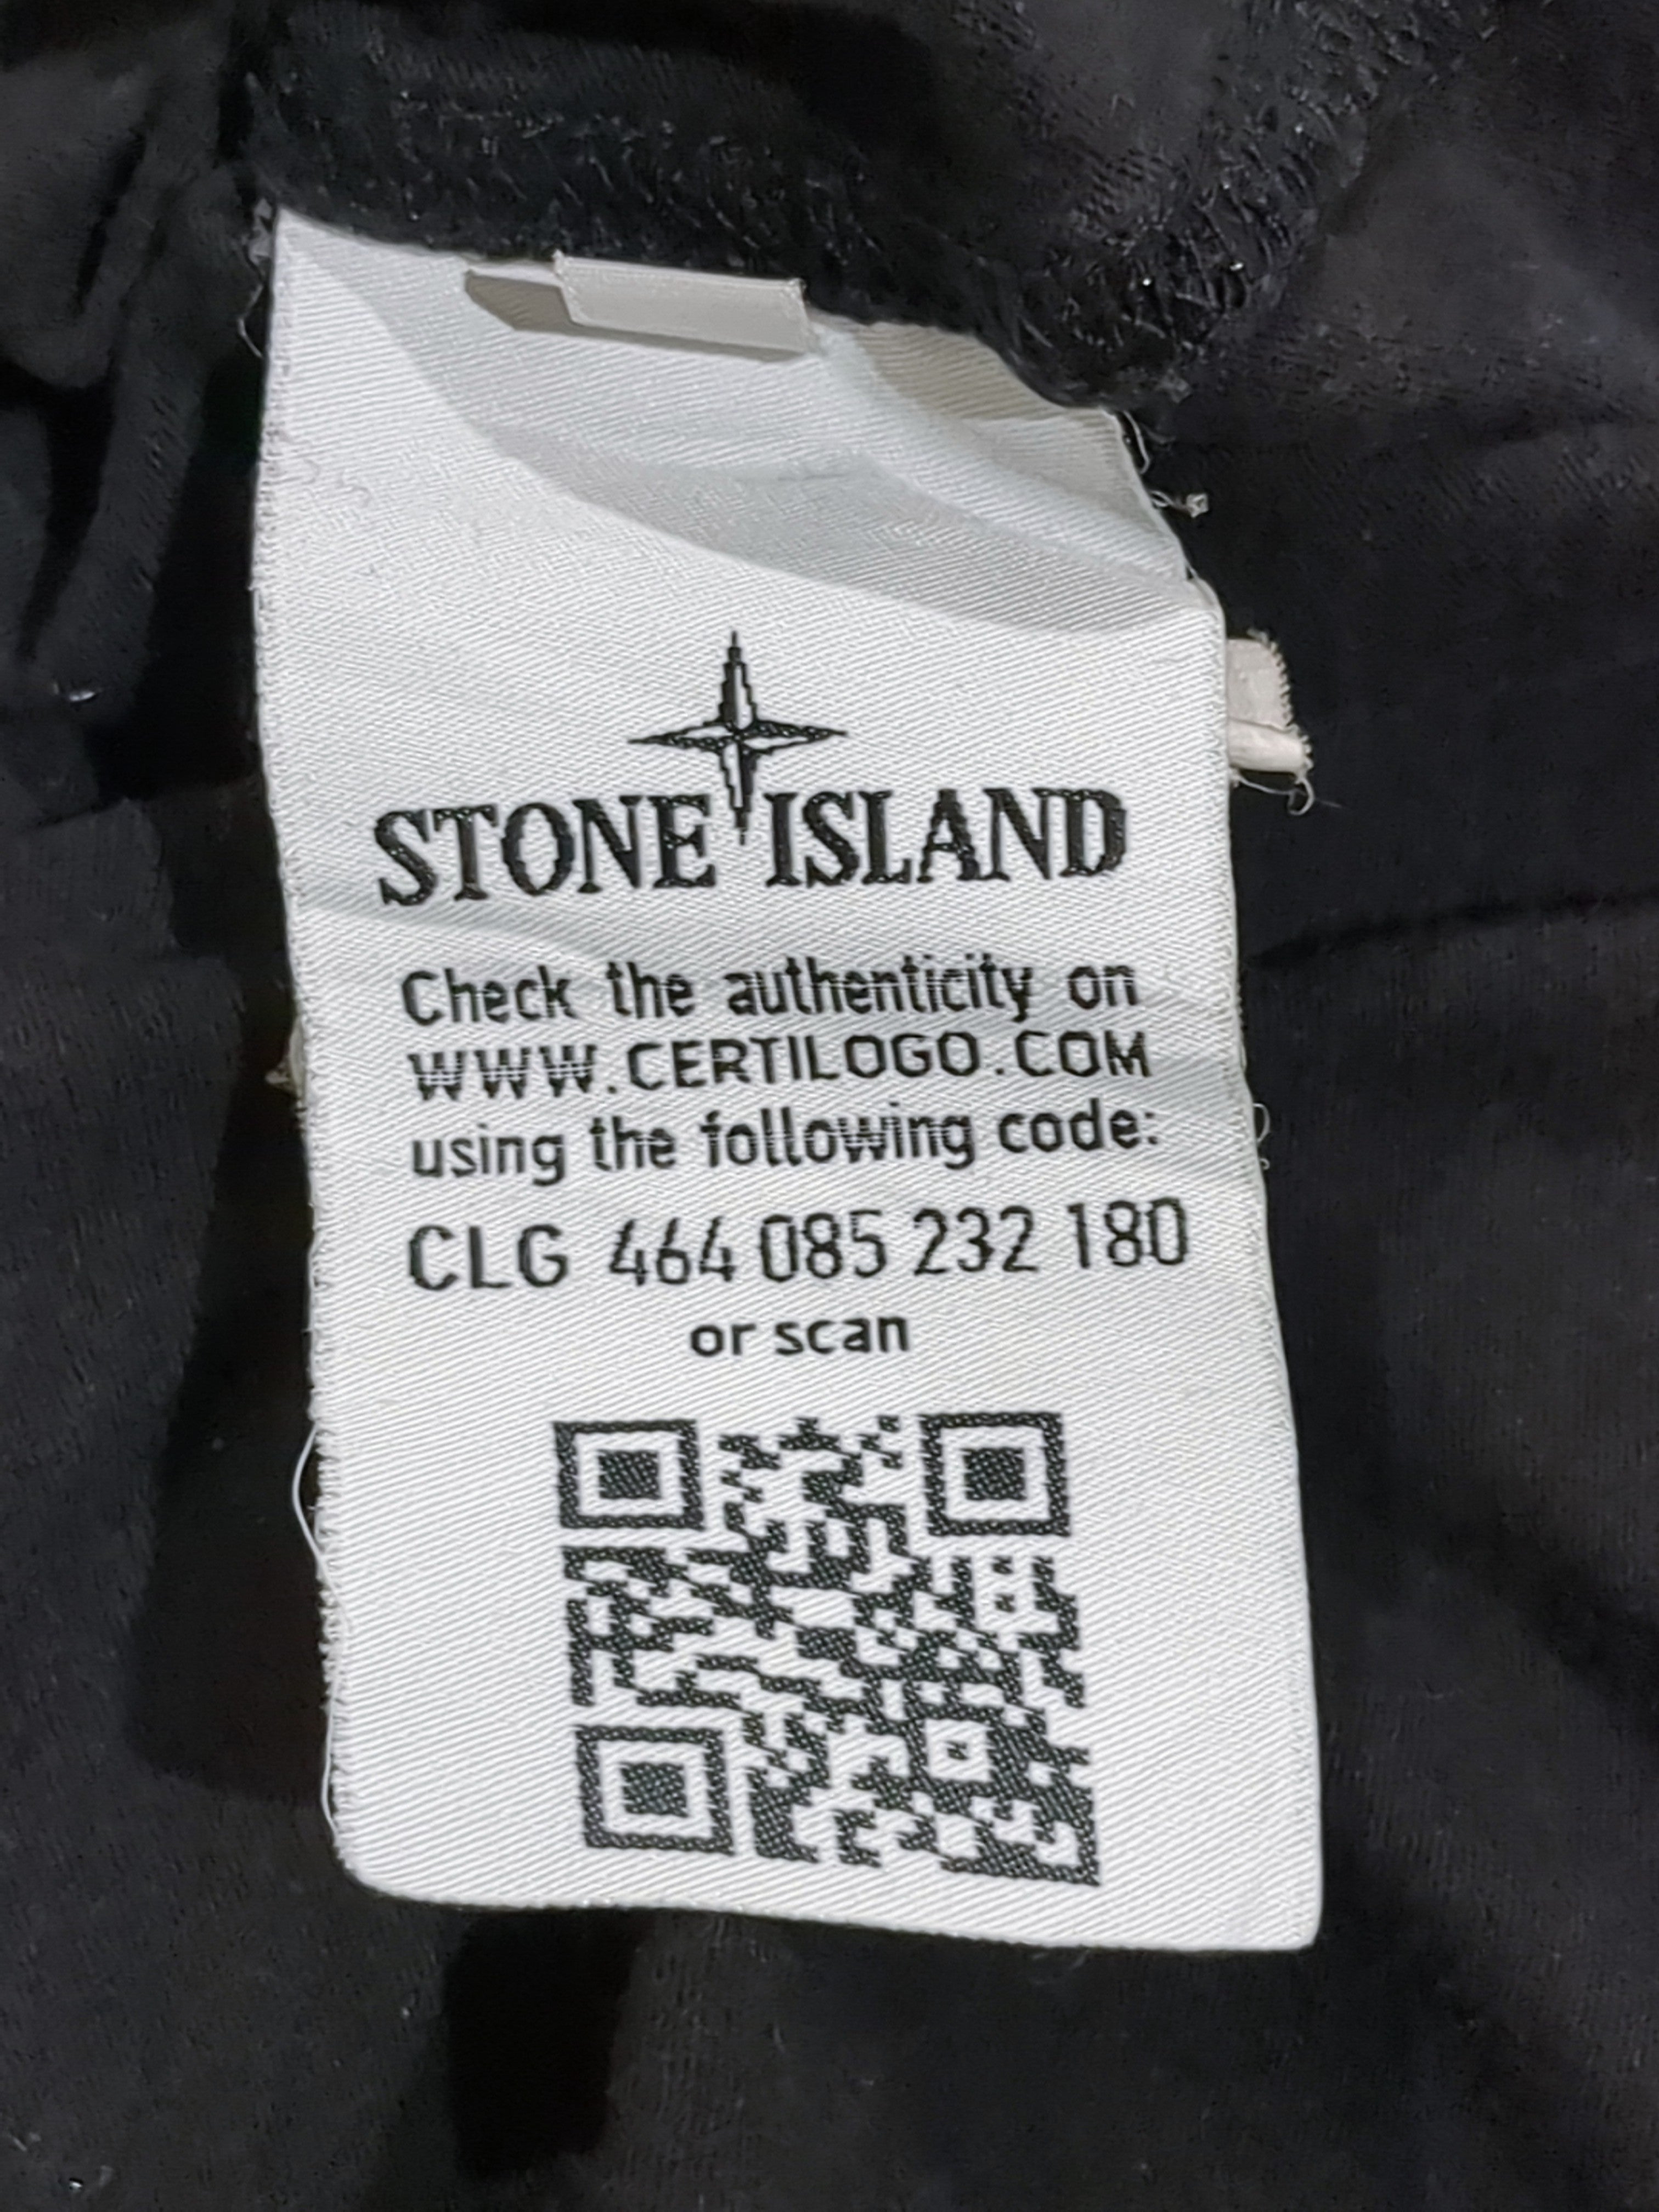 STONE ISLAND
Check the authenticity on
WWW.CERTILOGO.COM
using the following code:
CLG 464 085 232 180
or scan